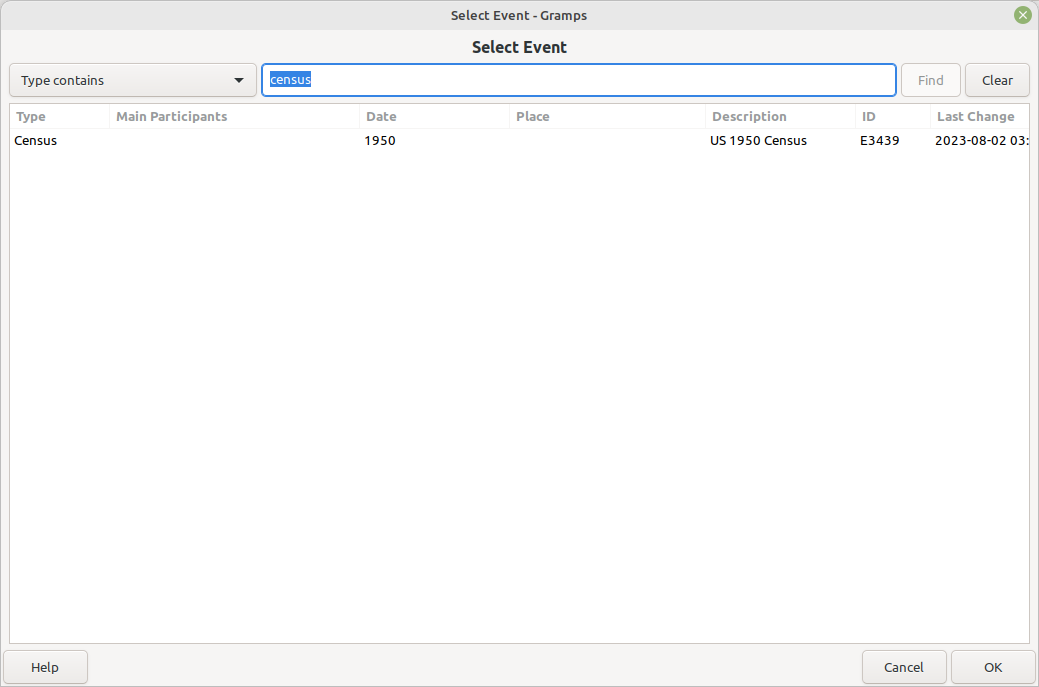 Select Event - Gramps
Select Event
Type contains census Find Clear
Type Main Participants Date Place Description ID Last Change
Census 1950 US 1950 Census E3439 2023-08-02 03:
Help Cancel OK